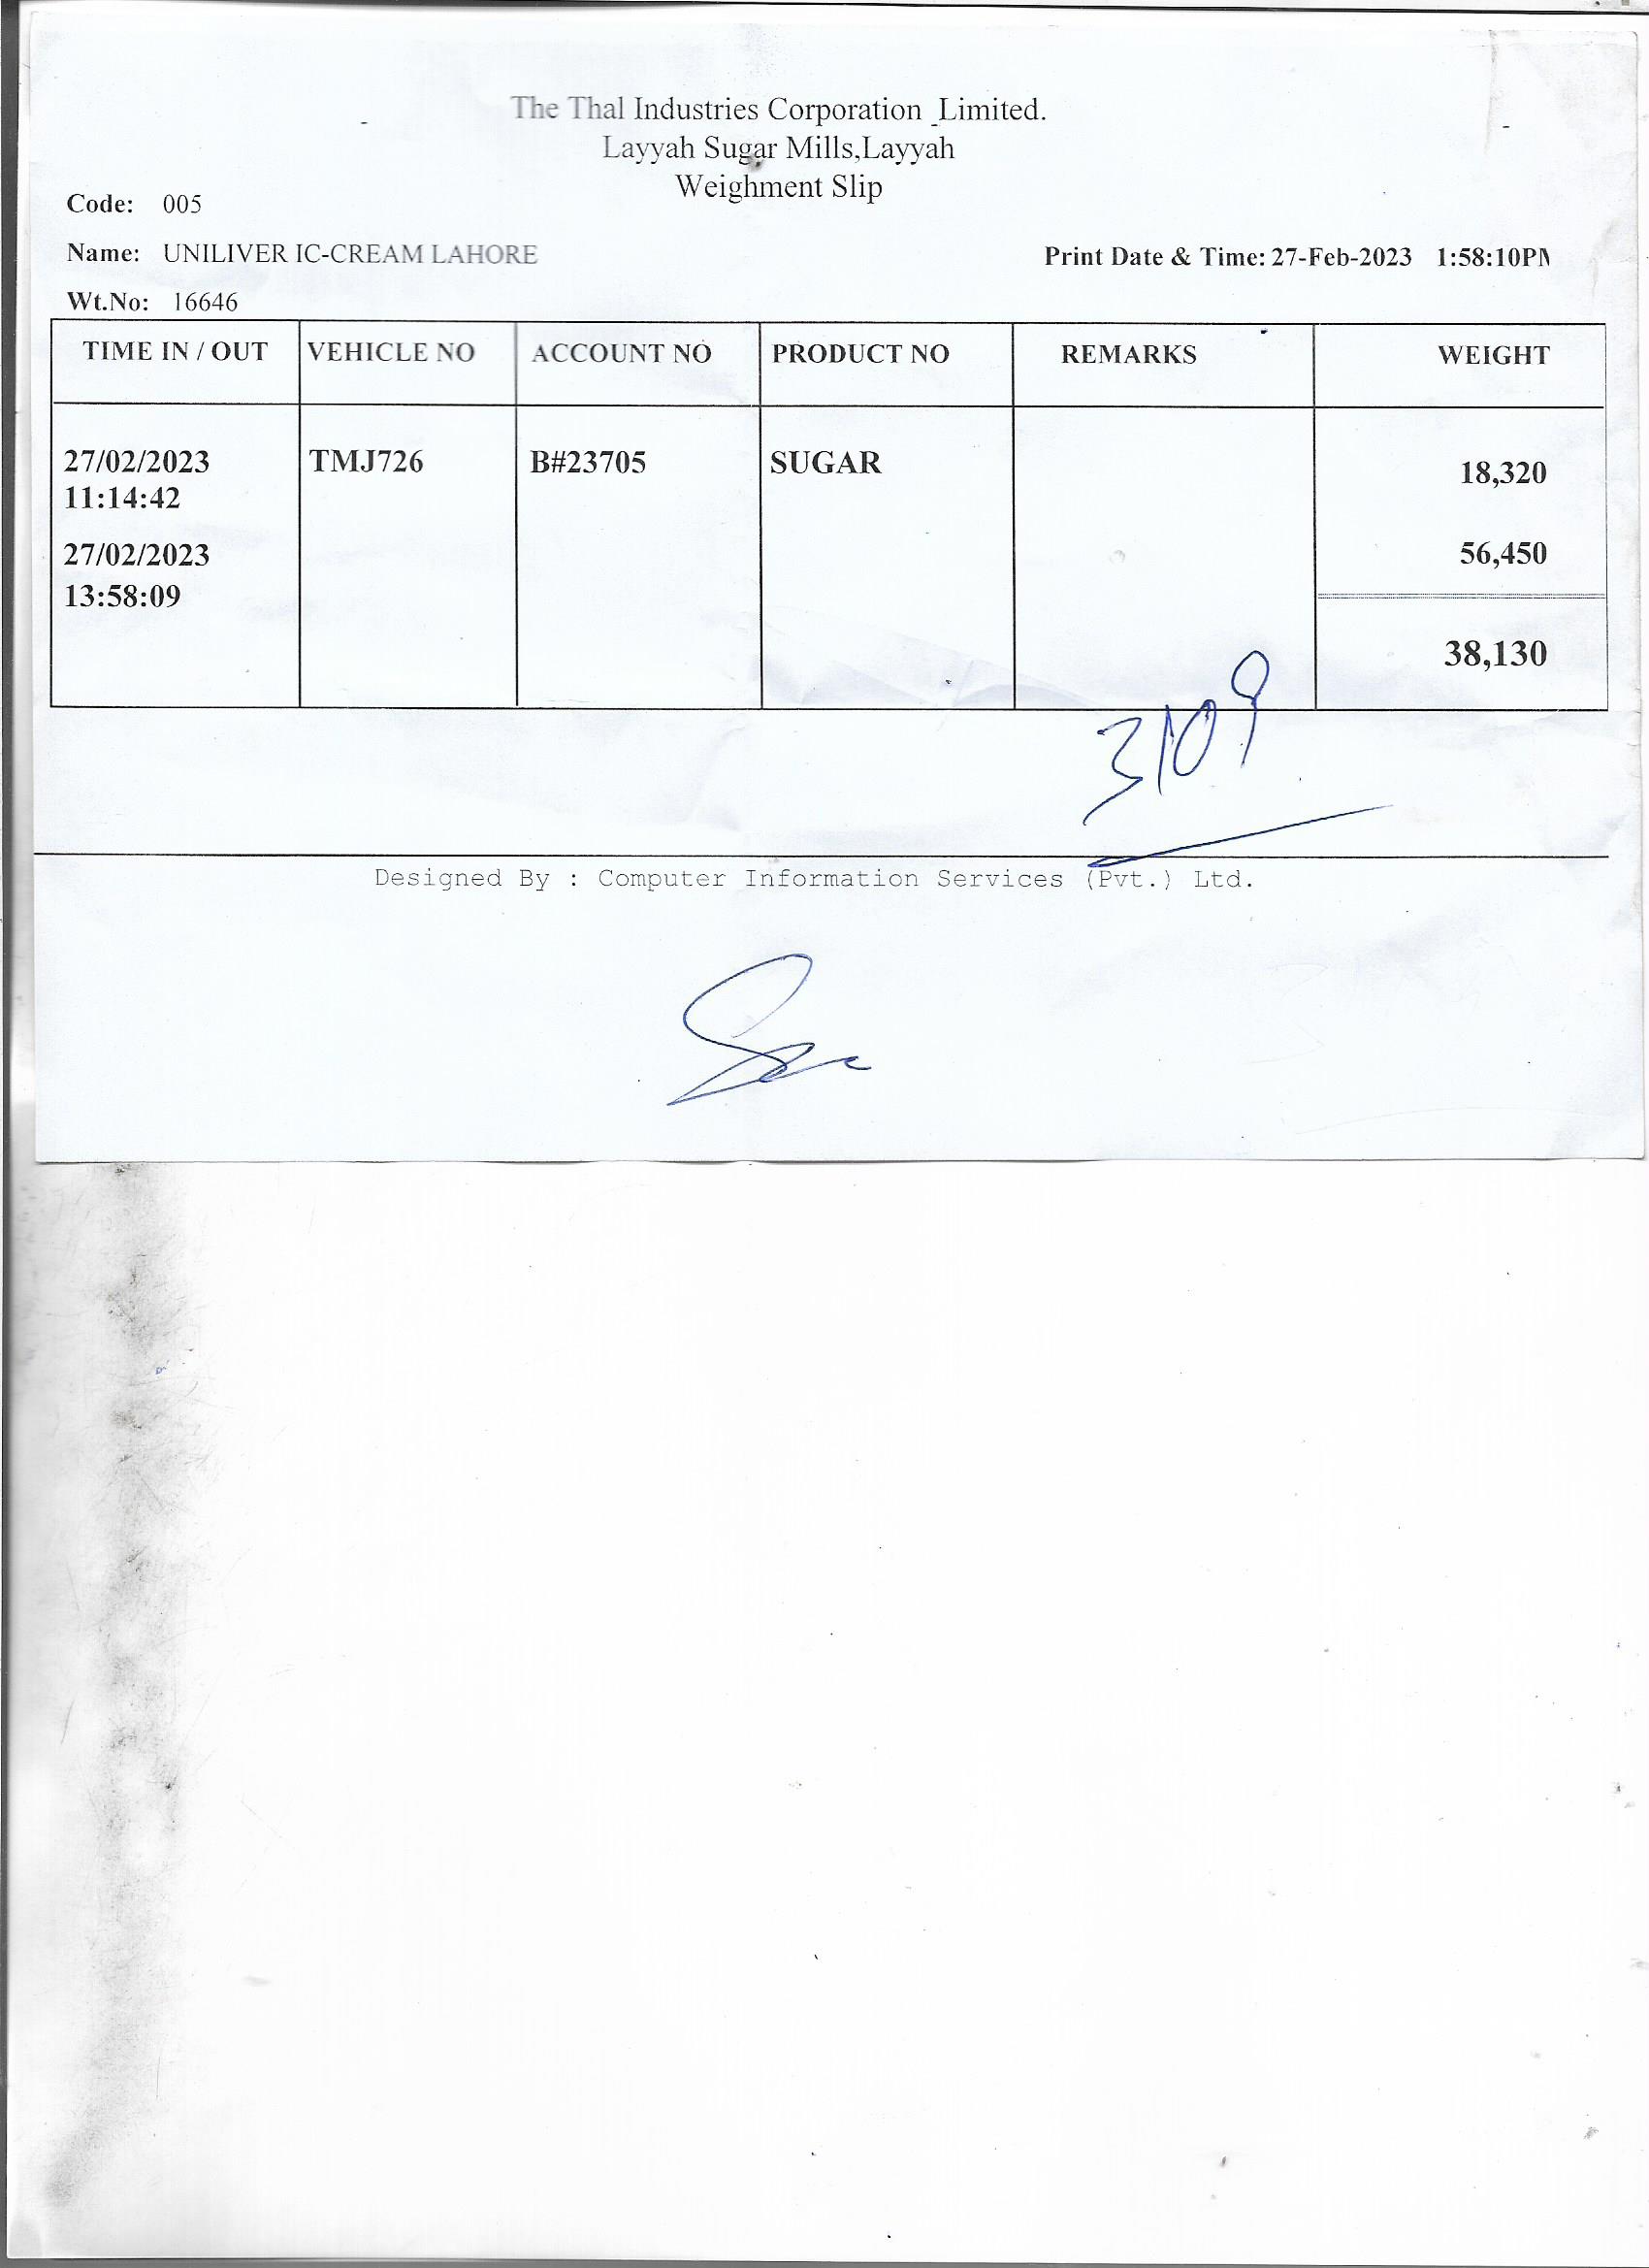 The Thal Industries Corporation Limited.
Layyah Sugar Mills,Layyah
Weighment Slip
Code: 005
Name: UNILIVER IC-CREAM LAHORE
Print Date & Time: 27-Feb-2023 1:58:10PM
Wt.No: 16646
TIME IN / OUT VEHICLE NO ACCOUNT NO PRODUCT NO REMARKS WEIGHT
27/02/2023 TMJ726 B#23705 SUGAR 18,320
11:14:42
27/02/2023 56,450
13:58:09
38,130
3109
Designed By : Computer Information Services (Pvt.) Ltd.